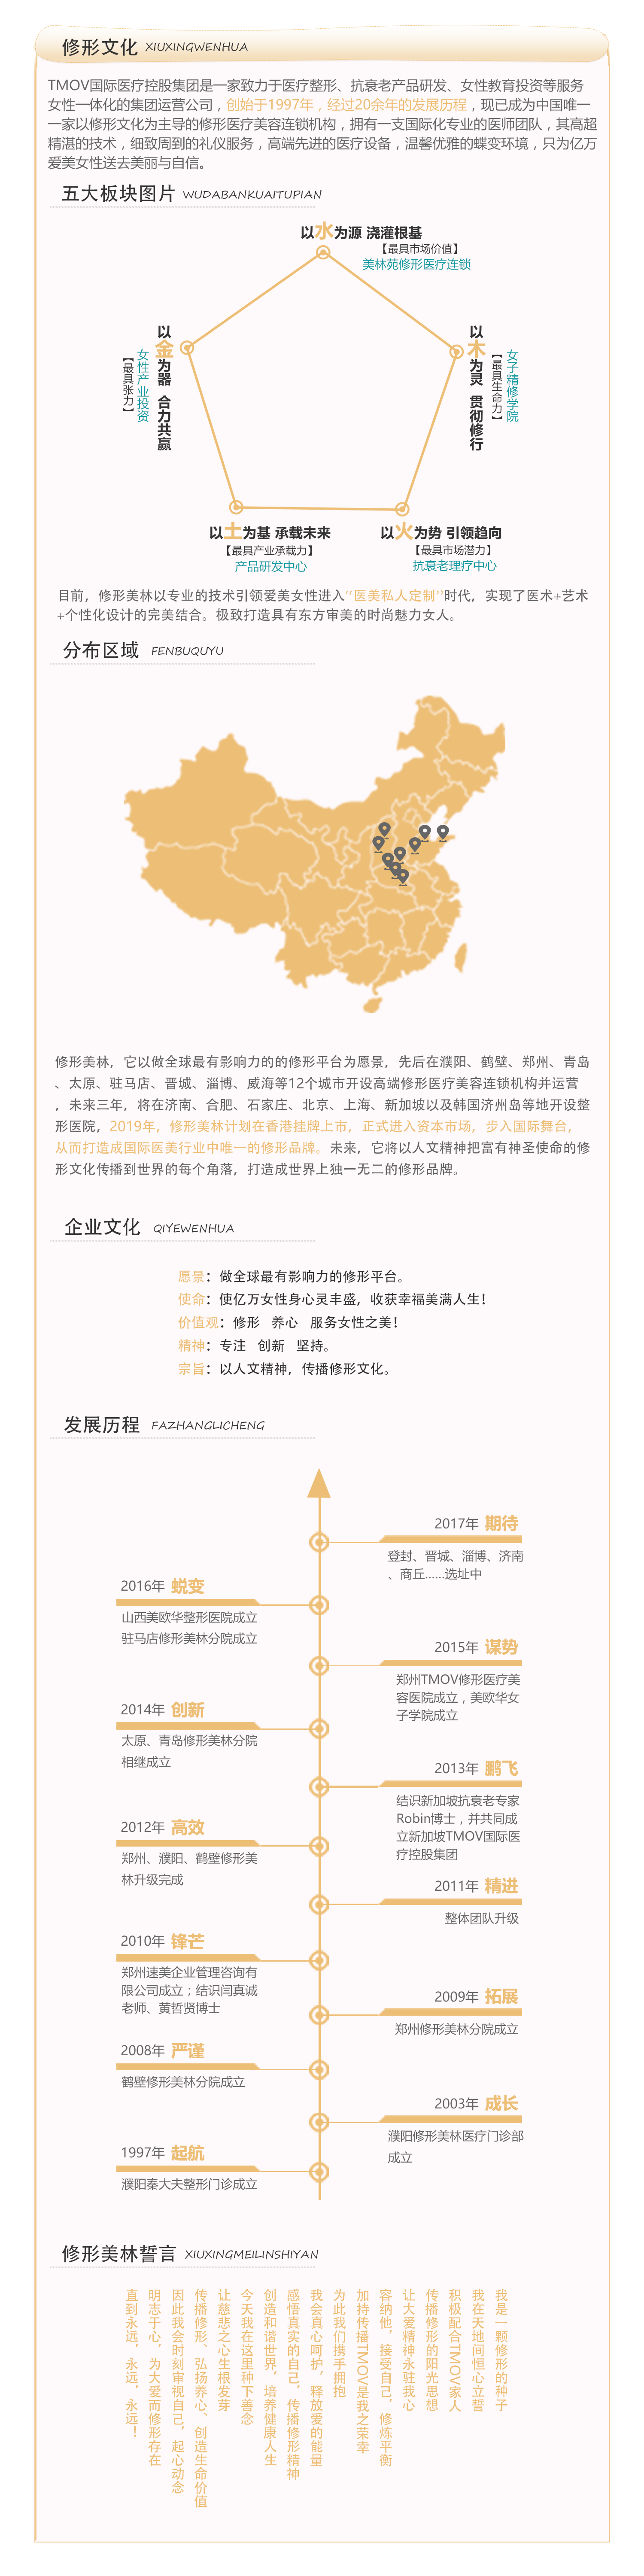 修形文化 XIUXINGWENHUA
TMOV国际医疗控股集团是一家致力于医疗整形、抗衰老产品研发、女性教育投资等服务
女性一体化的集团运营公司，创始于1997年，经过20余年的发展历程，现已成为中国唯一
一家以修形文化为主导的修形医疗美容连锁机构，拥有一支国际化专业的医师团队，其高超
精湛的技术，细致周到的礼仪服务，高端先进的医疗设备，温馨优雅的蝶变环境，只为亿万
爱美女性送去美丽与自信。
五大板块图片 WUDABANKUAITUPIAN
以水为源 浇灌根基
【最具市场价值】
美林苑修形医疗连锁
以金为器 合力共赢
【最具张力】
女性产业投资
以木为灵 贯彻修行
【最具生命力】
女子精修学院
以土为基 承载未来
【最具产业承载力】
产品研发中心
以火为势 引领趋向
【最具市场潜力】
抗衰老理疗中心
目前，修形美林以专业的技术引领爱美女性进入“医美私人定制”时代，实现了医术+艺术
+个性化设计的完美结合。极致打造具有东方审美的时尚魅力女人。
分布区域 FENBUQUYU
修形美林，它以做全球最有影响力的的修形平台为愿景，先后在濮阳、鹤壁、郑州、青岛
、太原、驻马店、晋城、淄博、威海等12个城市开设高端修形医疗美容连锁机构并运营
，未来三年，将在济南、合肥、石家庄、北京、上海、新加坡以及韩国济州岛等地开设整
形医院，2019年，修形美林计划在香港挂牌上市，正式进入资本市场，步入国际舞台，
从而打造成国际医美行业中唯一的修形品牌。未来，它将以人文精神把富有神圣使命的修
形文化传播到世界的每个角落，打造成世界上独一无二的修形品牌。
企业文化 QIYEWENHUA
愿景：做全球最有影响力的修形平台。
使命：使亿万女性身心灵丰盛，收获幸福美满人生！
价值观：修形 养心 服务女性之美！
精神：专注 创新 坚持。
宗旨：以人文精神，传播修形文化。
发展历程 FAZHANGLICHENG
2017年 期待
登封、晋城、淄博、济南
、商丘......选址中
2016年 蜕变
山西美欧华整形医院成立
驻马店修形美林分院成立
2015年 谋势
郑州TMOV修形医疗美
容医院成立，美欧华女
子学院成立
2014年 创新
太原、青岛修形美林分院
相继成立
2013年 鹏飞
结识新加坡抗衰老专家
Robin博士，并共同成
立新加坡TMOV国际医
疗控股集团
2012年 高效
郑州、濮阳、鹤壁修形美
林升级完成
2011年 精进
整体团队升级
2010年 锋芒
郑州速美企业管理咨询有
限公司成立；结识闫真诚
老师、黄哲贤博士
2009年 拓展
郑州修形美林分院成立
2008年 严谨
鹤壁修形美林分院成立
2003年 成长
濮阳修形美林医疗门诊部
成立
1997年 起航
濮阳秦大夫整形门诊成立
修形美林誓言 XIUXINGMEILINSHIYAN
我是一颗修形的种子
我在天地间恒心立誓
积极配合TMOV家人
传播修形的阳光思想
让大爱精神永驻我心
容纳他，接受自己，修炼平衡
加持传播TMOV是我之荣幸
为此我们携手拥抱
我会真心呵护，释放爱的能量
感悟真实的自己，传播修形精神
创造和谐世界，培养健康人生
今天我在这里种下善念
让慈悲之心生根发芽
传播修形、弘扬养心、创造生命价值
因此我会时刻审视自己，起心动念
明志于心，为大爱而修形存在
直到永远，永远，永远！